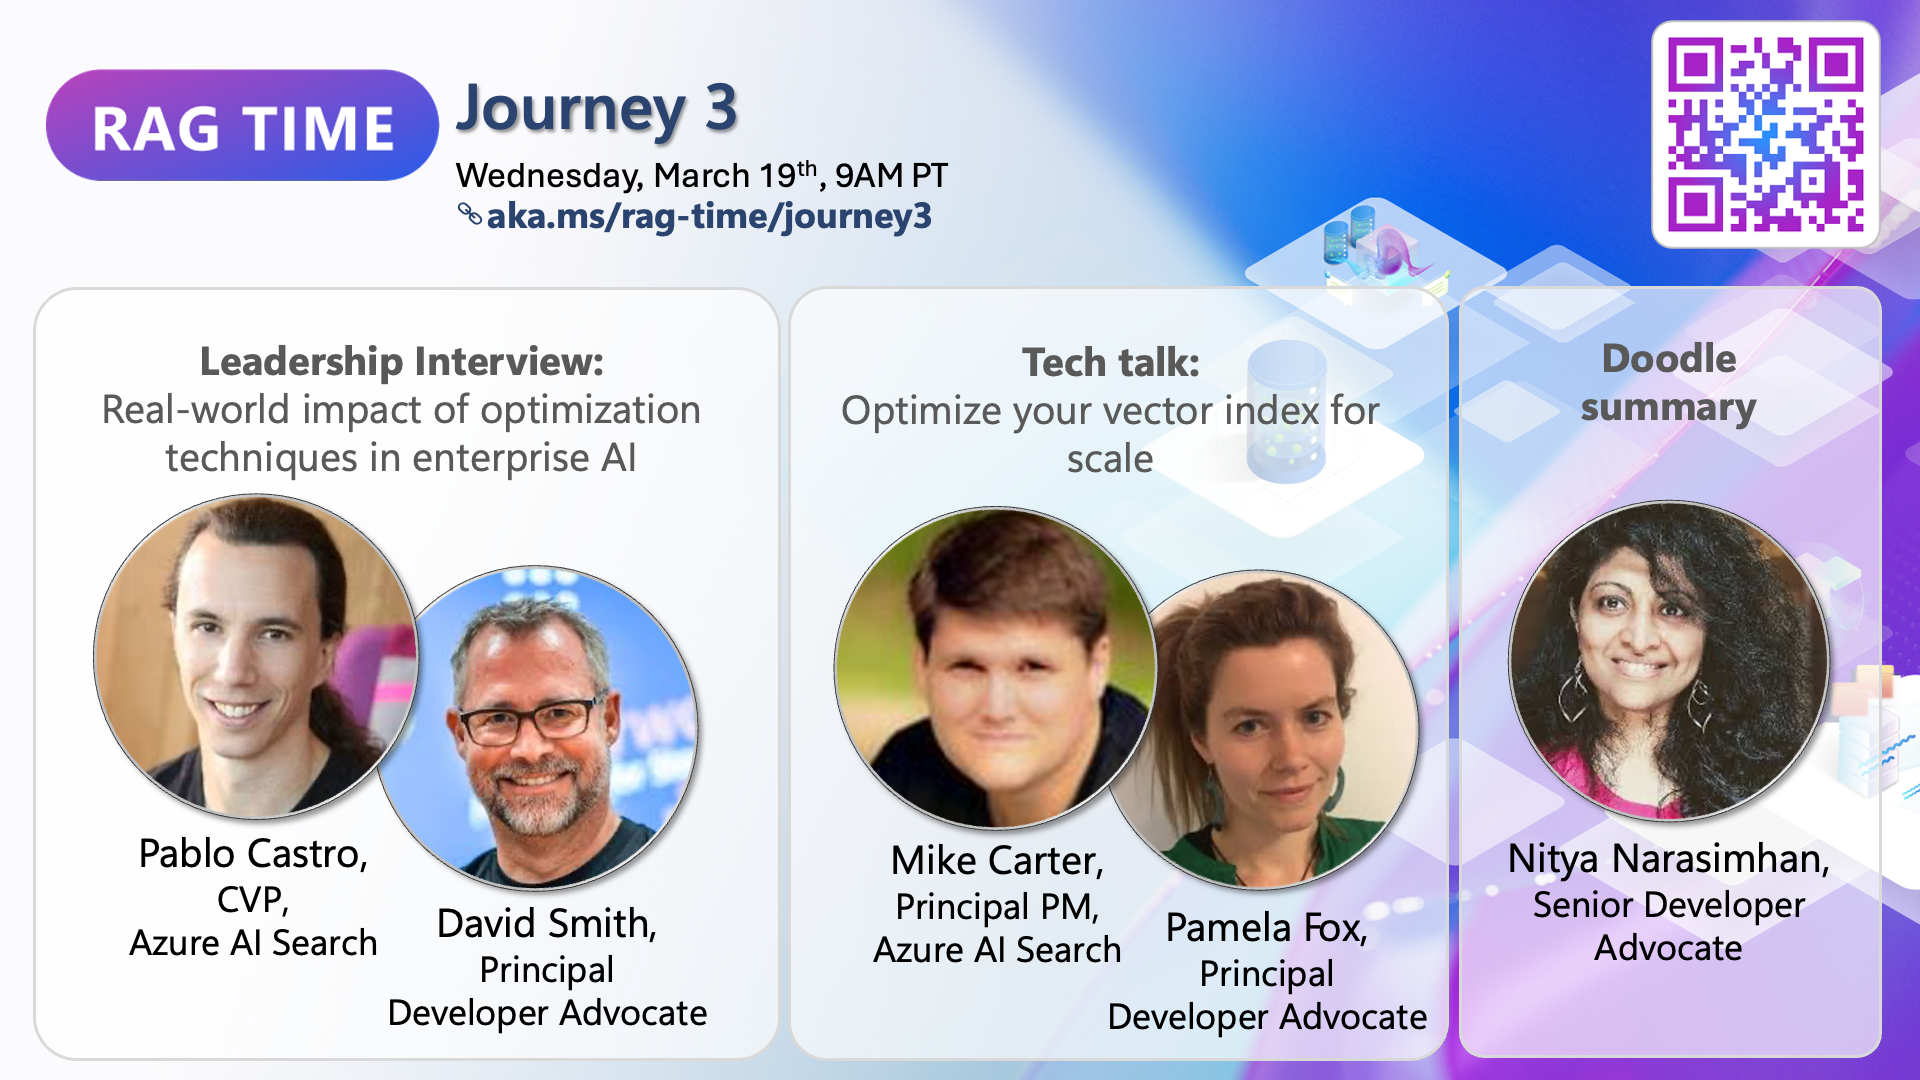 RAG TIME
Journey 3
Wednesday, March 19th, 9AM PT
aka.ms/rag-time/journey3
Leadership Interview:
Real-world impact of optimization
techniques in enterprise AI
Pablo Castro,
CVP,
Azure AI Search
David Smith,
Principal
Developer Advocate
Tech talk:
Optimize your vector index for
scale
Mike Carter,
Principal PM,
Azure AI Search
Pamela Fox,
Principal
Developer Advocate
Doodle
summary
Nitya Narasimhan,
Senior Developer
Advocate